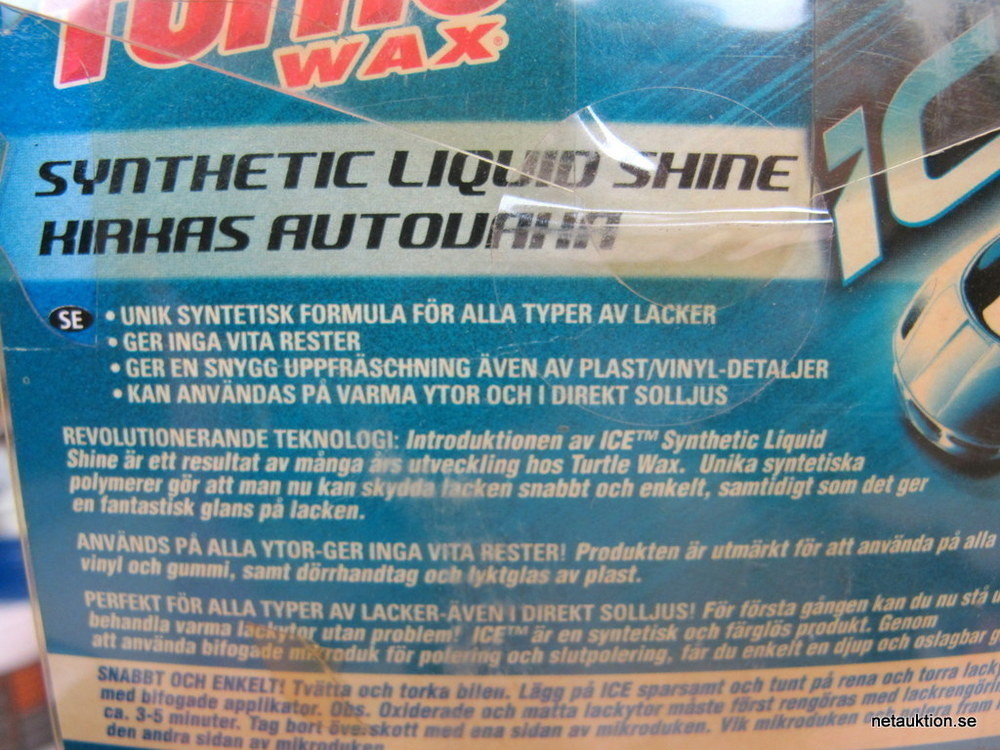 Turtle
WAX®
ICE
SYNTHETIC LIQUID SHINE
KIRKAS AUTOVAHA
SE
• UNIK SYNTETISK FORMULA FÖR ALLA TYPER AV LACKER
• GER INGA VITA RESTER
• GER EN SNYGG UPPFRÄSCHNING ÄVEN AV PLAST/VINYL-DETALJER
• KAN ANVÄNDAS PÅ VARMA YTOR OCH I DIREKT SOLLJUS
REVOLUTIONERANDE TEKNOLOGI: Introduktionen av ICE™ Synthetic Liquid
Shine är ett resultat av många års utveckling hos Turtle Wax. Unika syntetiska
polymerer gör att man nu kan skydda lacken snabbt och enkelt, samtidigt som det ger
en fantastisk glans på lacken.
ANVÄNDS PÅ ALLA YTOR-GER INGA VITA RESTER! Produkten är utmärkt för att använda på alla
vinyl och gummi, samt dörrhandtag och lyktglas av plast.
PERFEKT FÖR ALLA TYPER AV LACKER-ÄVEN I DIREKT SOLLJUS! För första gången kan du nu stå
behandla varma lackytor utan problem! ICE™ är en syntetisk och färglös produkt. Genom
att använda bifogade mikroduk för polering och slutpolering, får du enkelt en djup och oslagbar
SNABBT OCH ENKELT! Tvätta och torka bilen. Lägg på ICE sparsamt och tunt på rena och torra
med bifogade applikator. Obs. Oxiderade och matta lackytor måste först rengöras med
ca. 3-5 minuter. Tag bort överskott med ena sidan av mikroduken. Vik mikroduken och fram
den andra sidan av mikroduken
netauktion.se